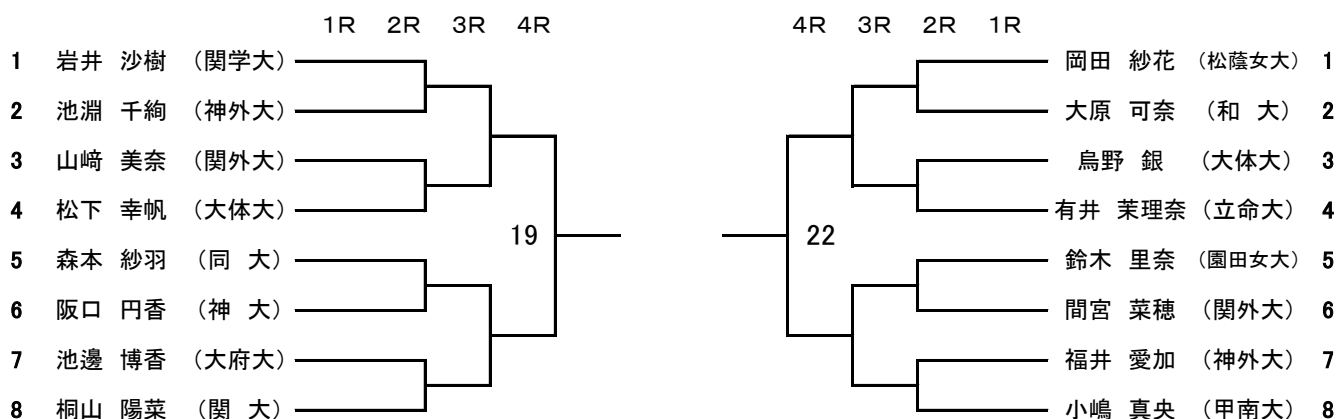 1R 2R 3R 4R 4R 3R 2R 1R
1 岩井 沙樹 (関学大) 岡田 紗花 (松蔭女大) 1
2 池淵 千絢 (神外大) 大原 可奈 (和 大) 2
3 山﨑 美奈 (関外大) 烏野 銀 (大体大) 3
4 松下 幸帆 (大体大) 有井 茉理奈 (立命大) 4
19 22
5 森本 紗羽 (同 大) 鈴木 里奈 (園田女大) 5
6 阪口 円香 (神 大) 間宮 菜穂 (関外大) 6
7 池邊 博香 (大府大) 福井 愛加 (神外大) 7
8 桐山 陽菜 (関 大) 小嶋 真央 (甲南大) 8